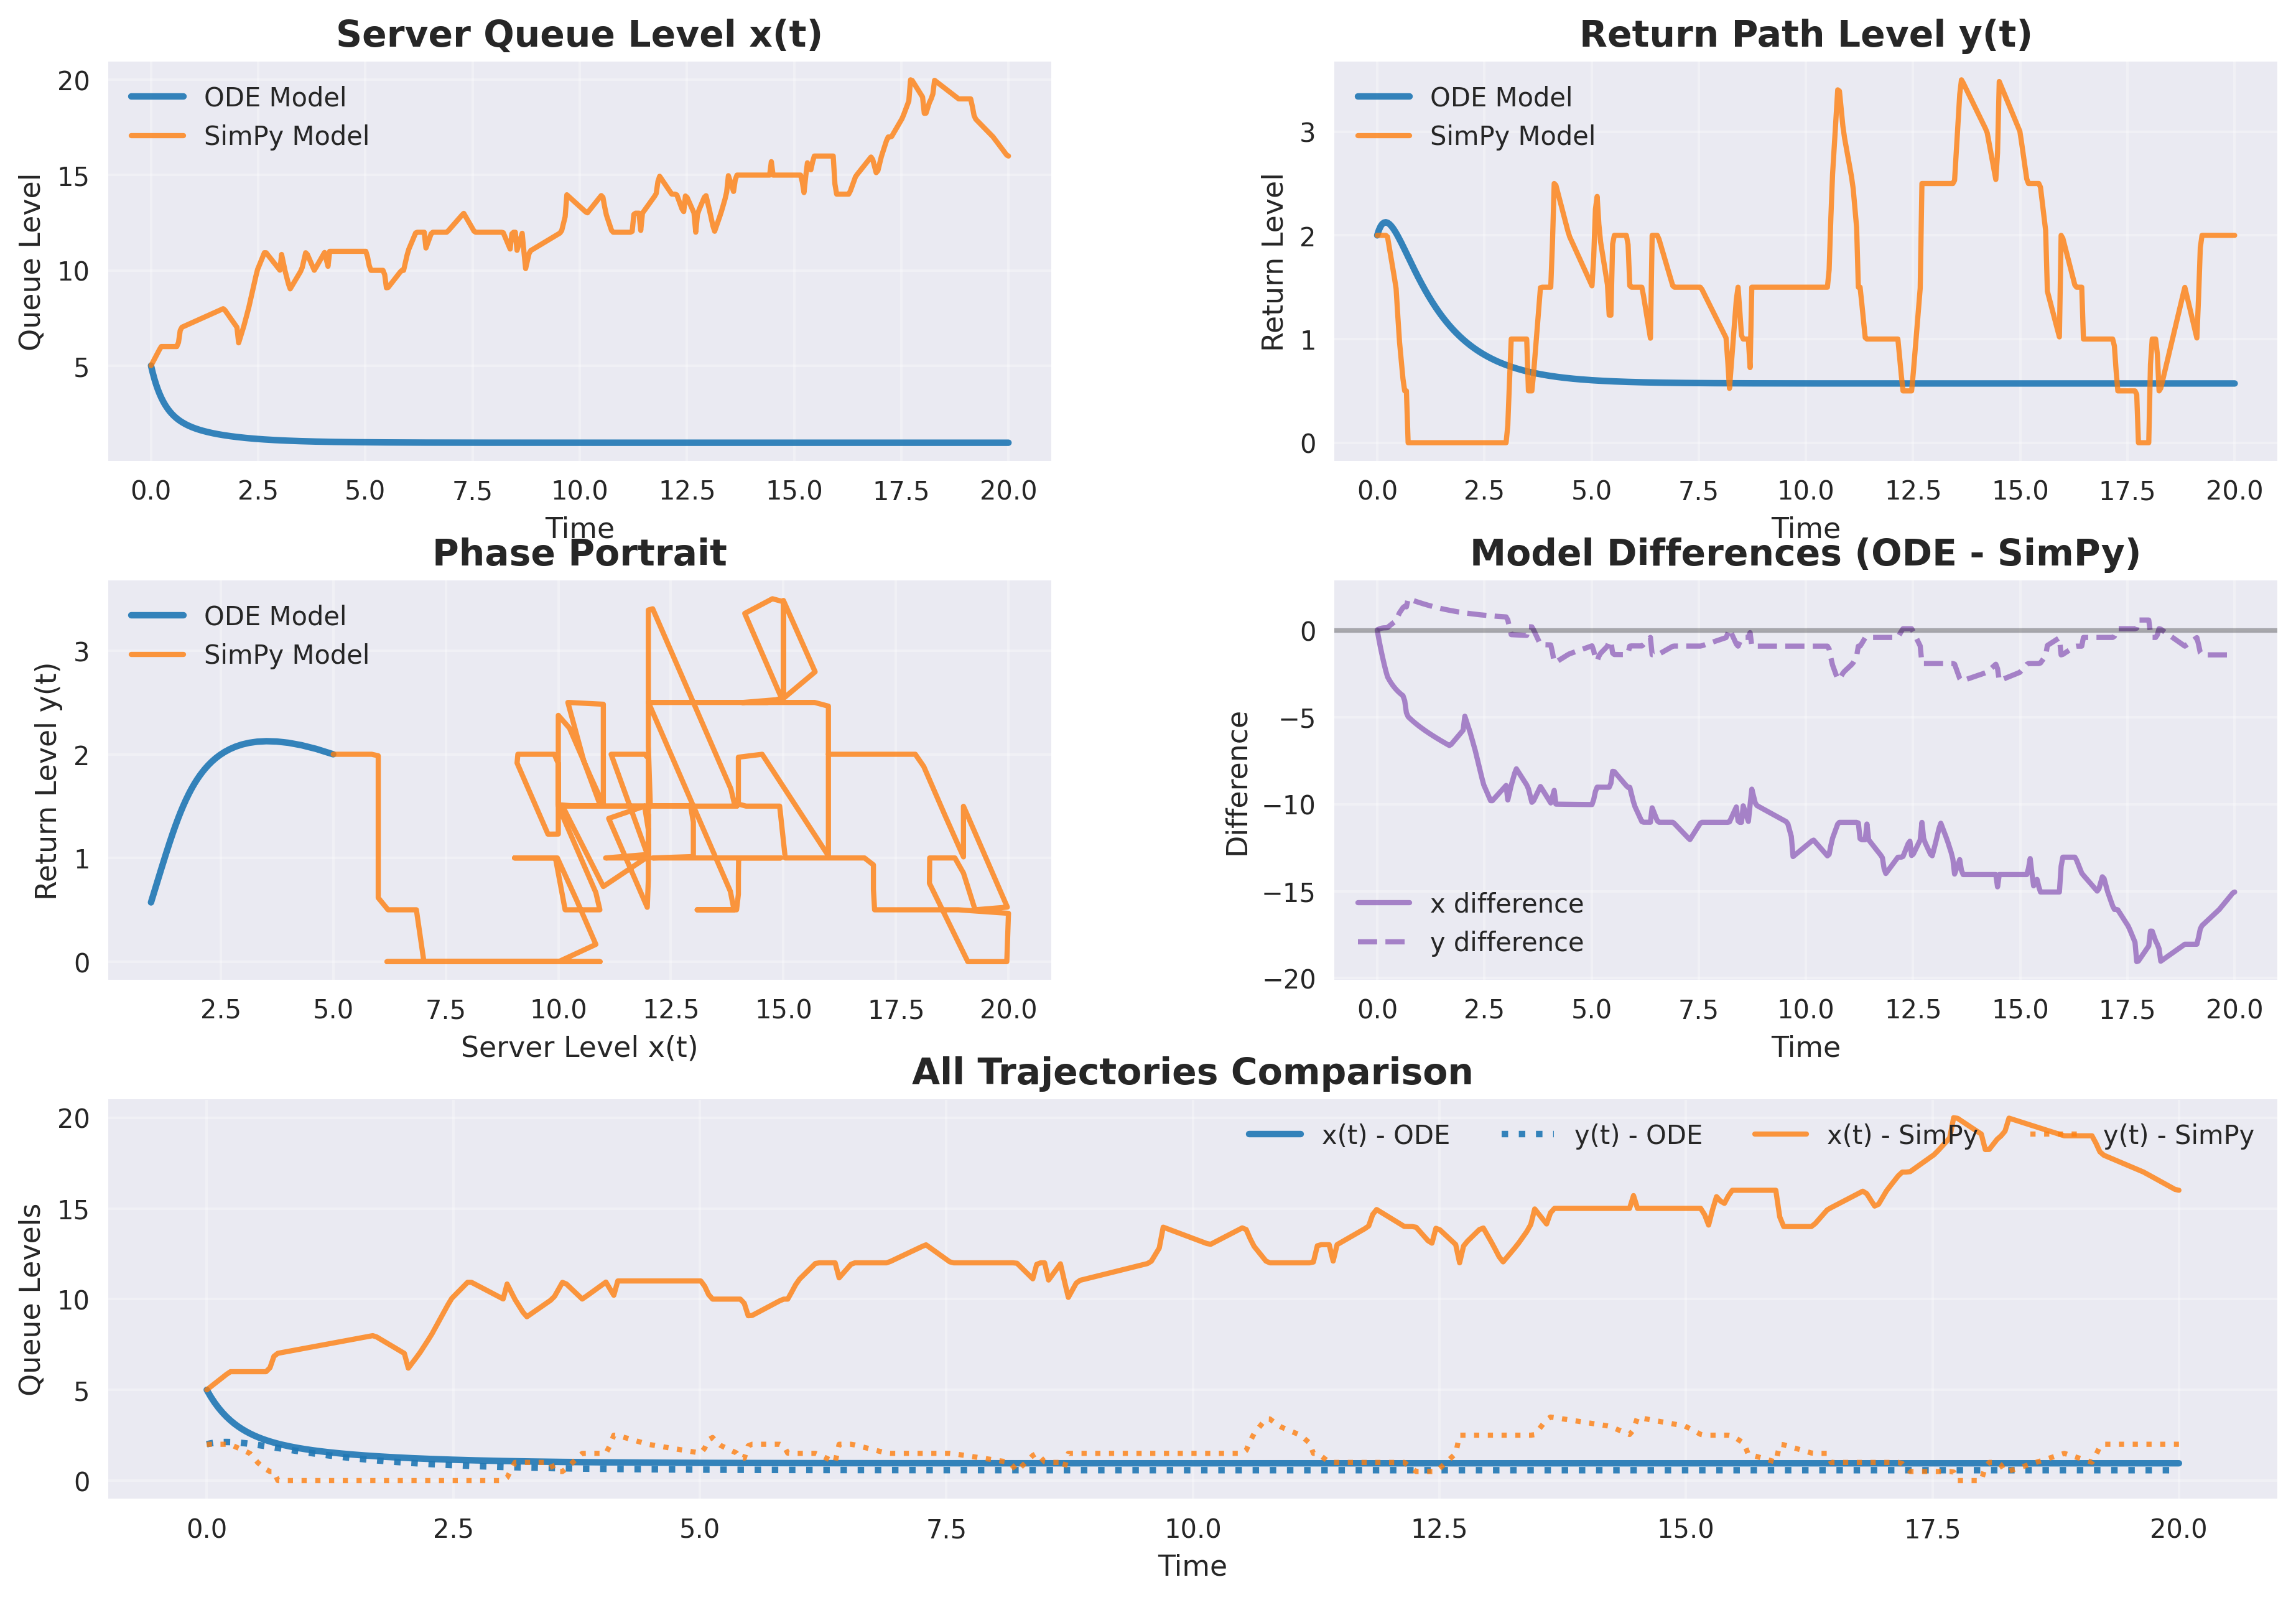 Server Queue Level x(t)
Queue Level
20
15
10
5
ODE Model
SimPy Model
0.0 2.5 5.0 7.5 10.0 12.5 15.0 17.5 20.0
Time
Return Path Level y(t)
Return Level
3
2
1
0
ODE Model
SimPy Model
0.0 2.5 5.0 7.5 10.0 12.5 15.0 17.5 20.0
Time
Phase Portrait
Return Level y(t)
3
2
1
0
ODE Model
SimPy Model
2.5 5.0 7.5 10.0 12.5 15.0 17.5 20.0
Server Level x(t)
Model Differences (ODE - SimPy)
Difference
0
−5
−10
−15
−20
x difference
y difference
0.0 2.5 5.0 7.5 10.0 12.5 15.0 17.5 20.0
Time
All Trajectories Comparison
Queue Levels
20
15
10
5
0
x(t) - ODE y(t) - ODE x(t) - SimPy y(t) - SimPy
0.0 2.5 5.0 7.5 10.0 12.5 15.0 17.5 20.0
Time